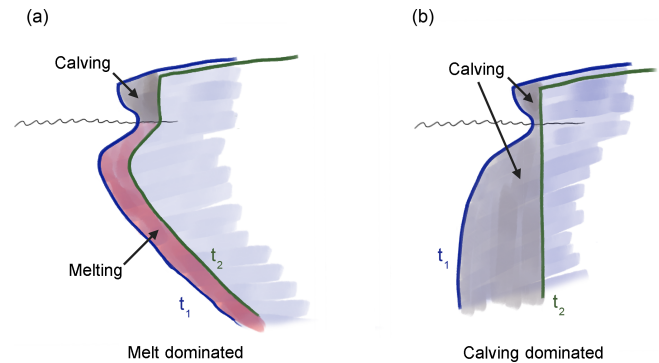 (a)
Calving
Melting
t2
t1
Melt dominated
(b)
Calving
t1
t2
Calving dominated